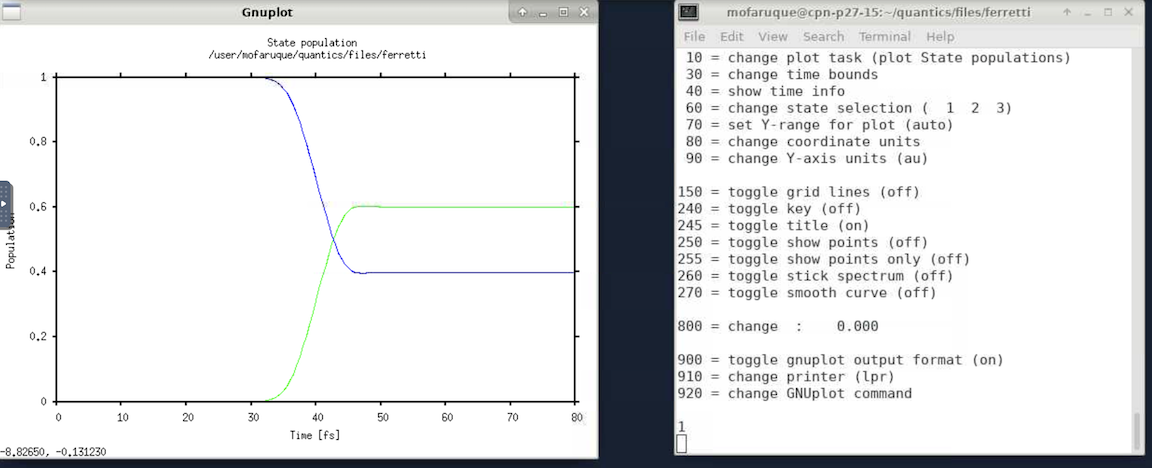 Gnuplot
State population
/user/mofaruque/quantics/files/ferretti
1
0.8
0.6
0.4
0.2
0
Population
0 10 20 30 40 50 60 70 80
Time [fs]
-8.82650, -0.131230
mofaruque@cpn-p27-15:~/quantics/files/ferretti
File Edit View Search Terminal Help
10 = change plot task (plot State populations)
30 = change time bounds
40 = show time info
60 = change state selection (  1  2  3)
70 = set Y-range for plot (auto)
80 = change coordinate units
90 = change Y-axis units (au)
150 = toggle grid lines (off)
240 = toggle key (off)
245 = toggle title (on)
250 = toggle show points (off)
255 = toggle show points only (off)
260 = toggle stick spectrum (off)
270 = toggle smooth curve (off)
800 = change  :    0.000
900 = toggle gnuplot output format (on)
910 = change printer (lpr)
920 = change GNUplot command
1